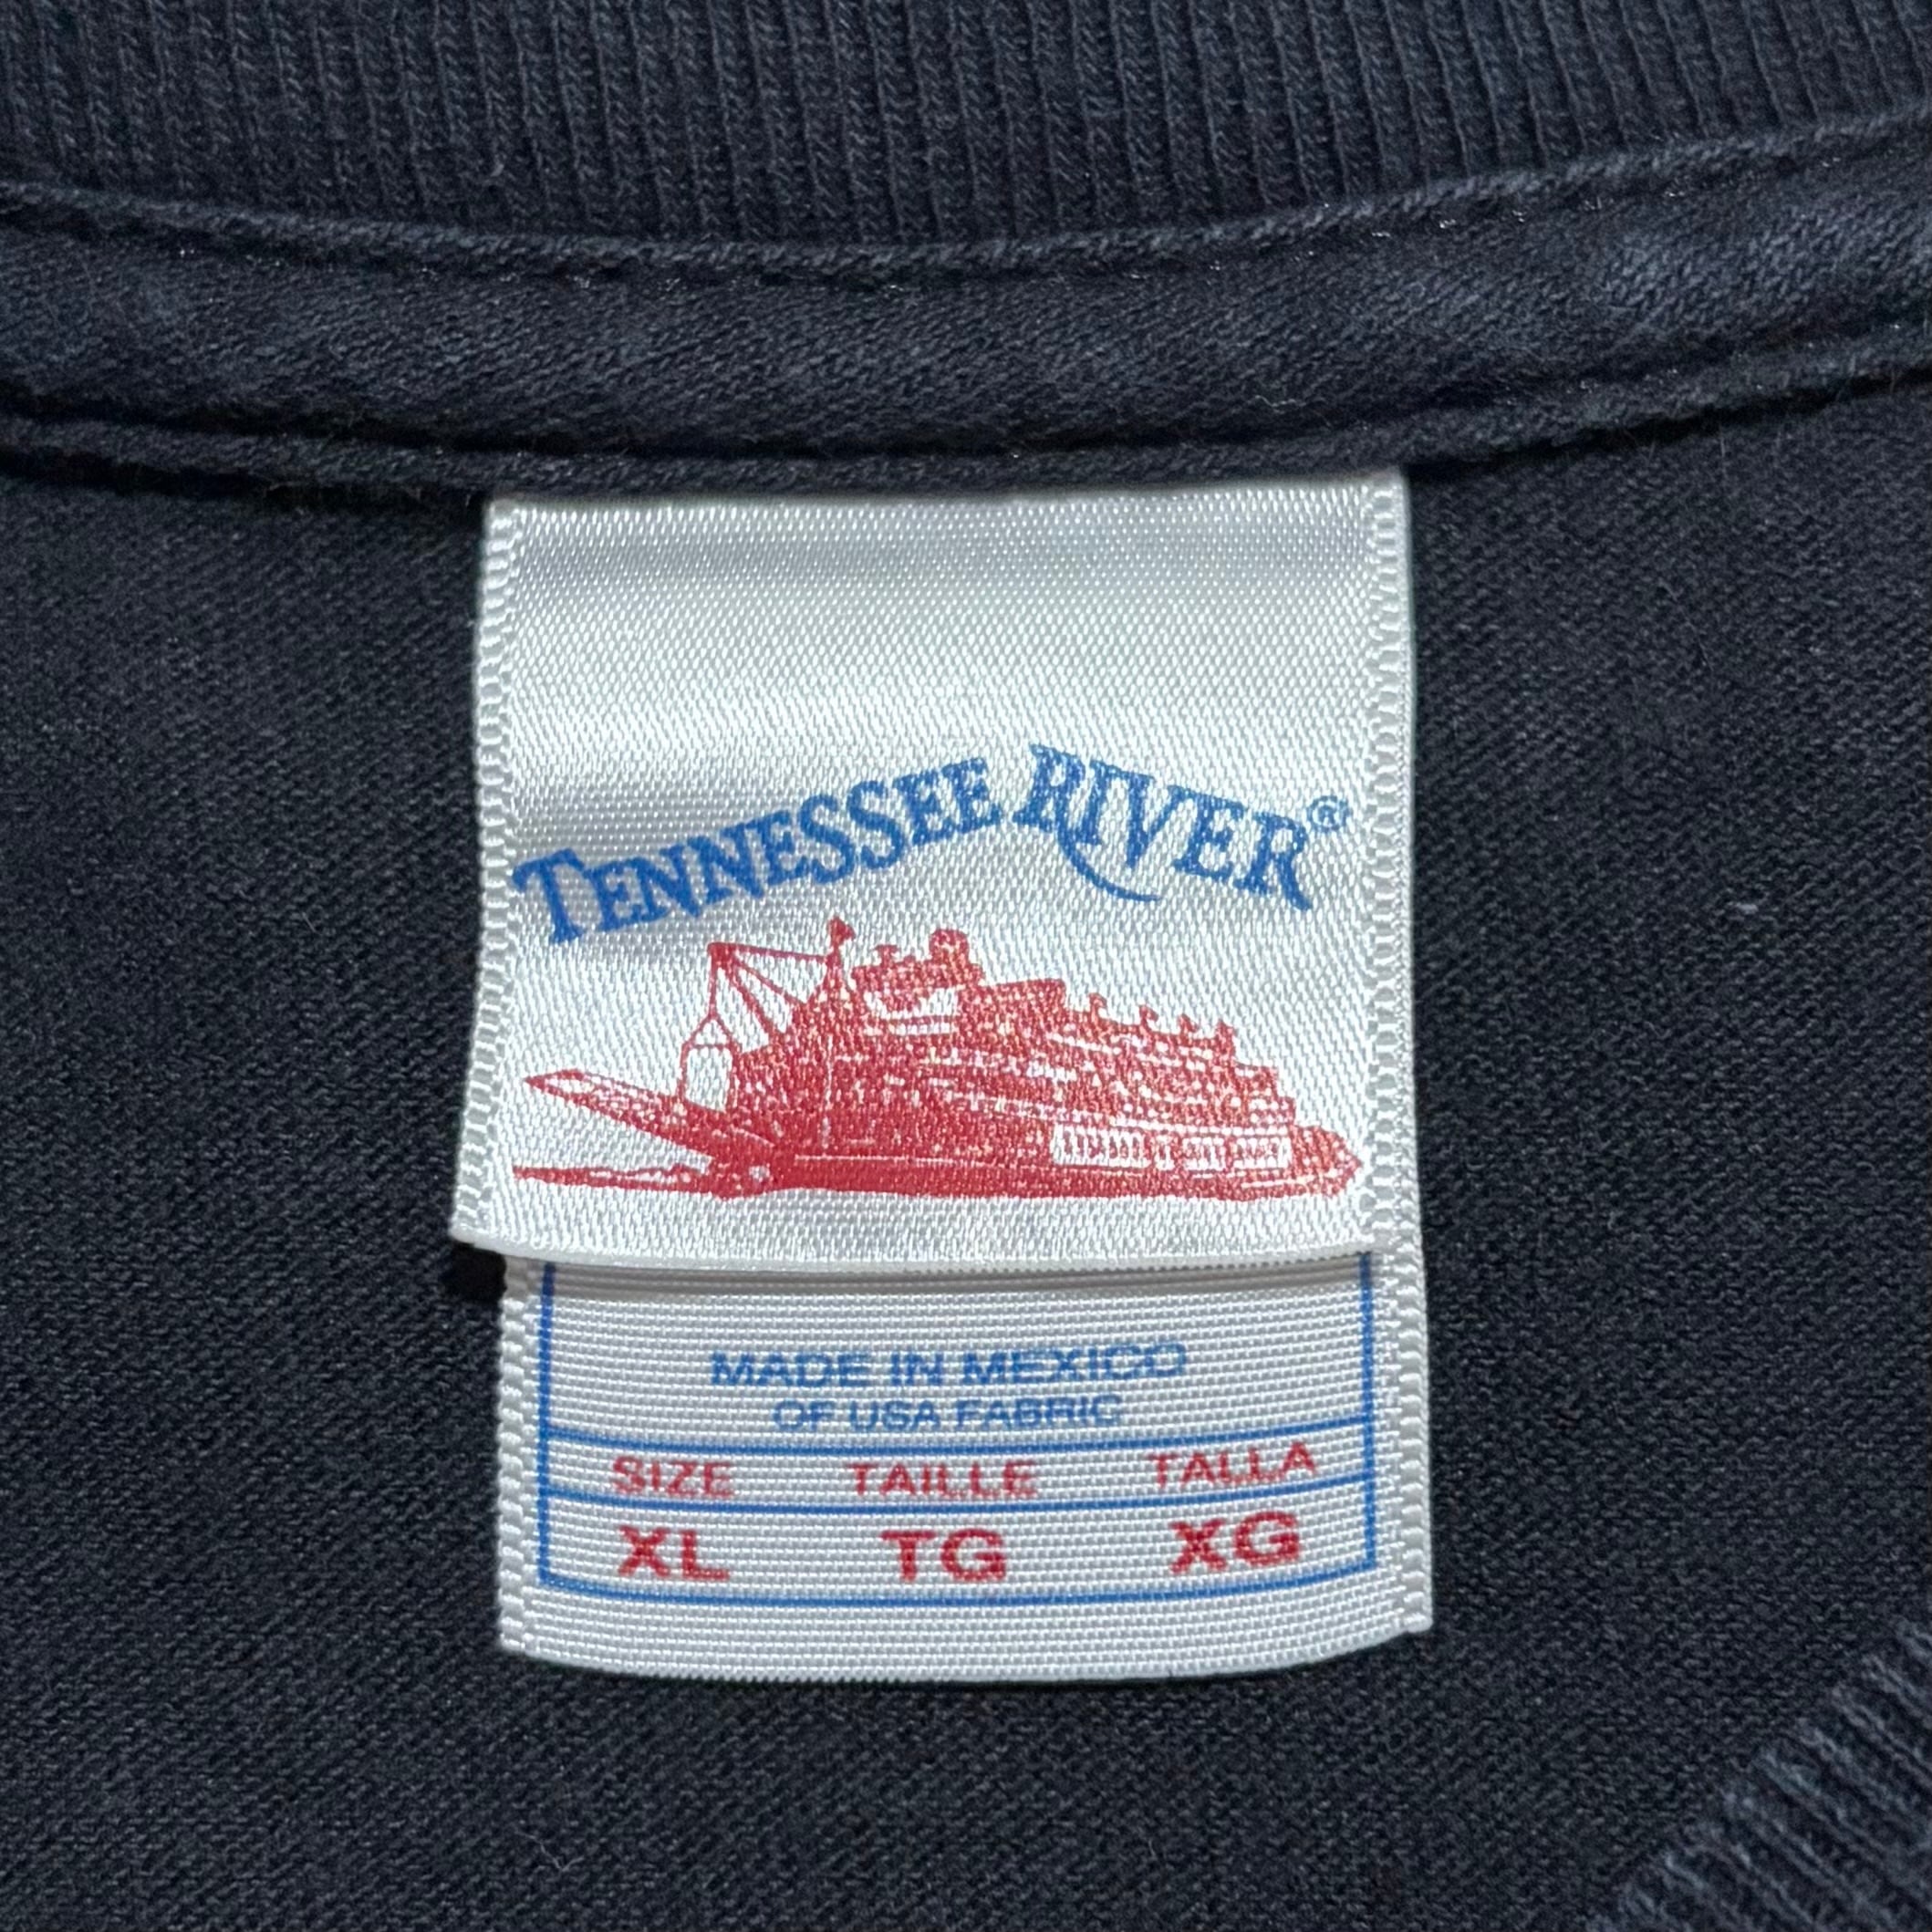 TENNESSEE RIVER®
MADE IN MEXICO
OF USA FABRIC
SIZE TAILLE TALLA
XL TG XG